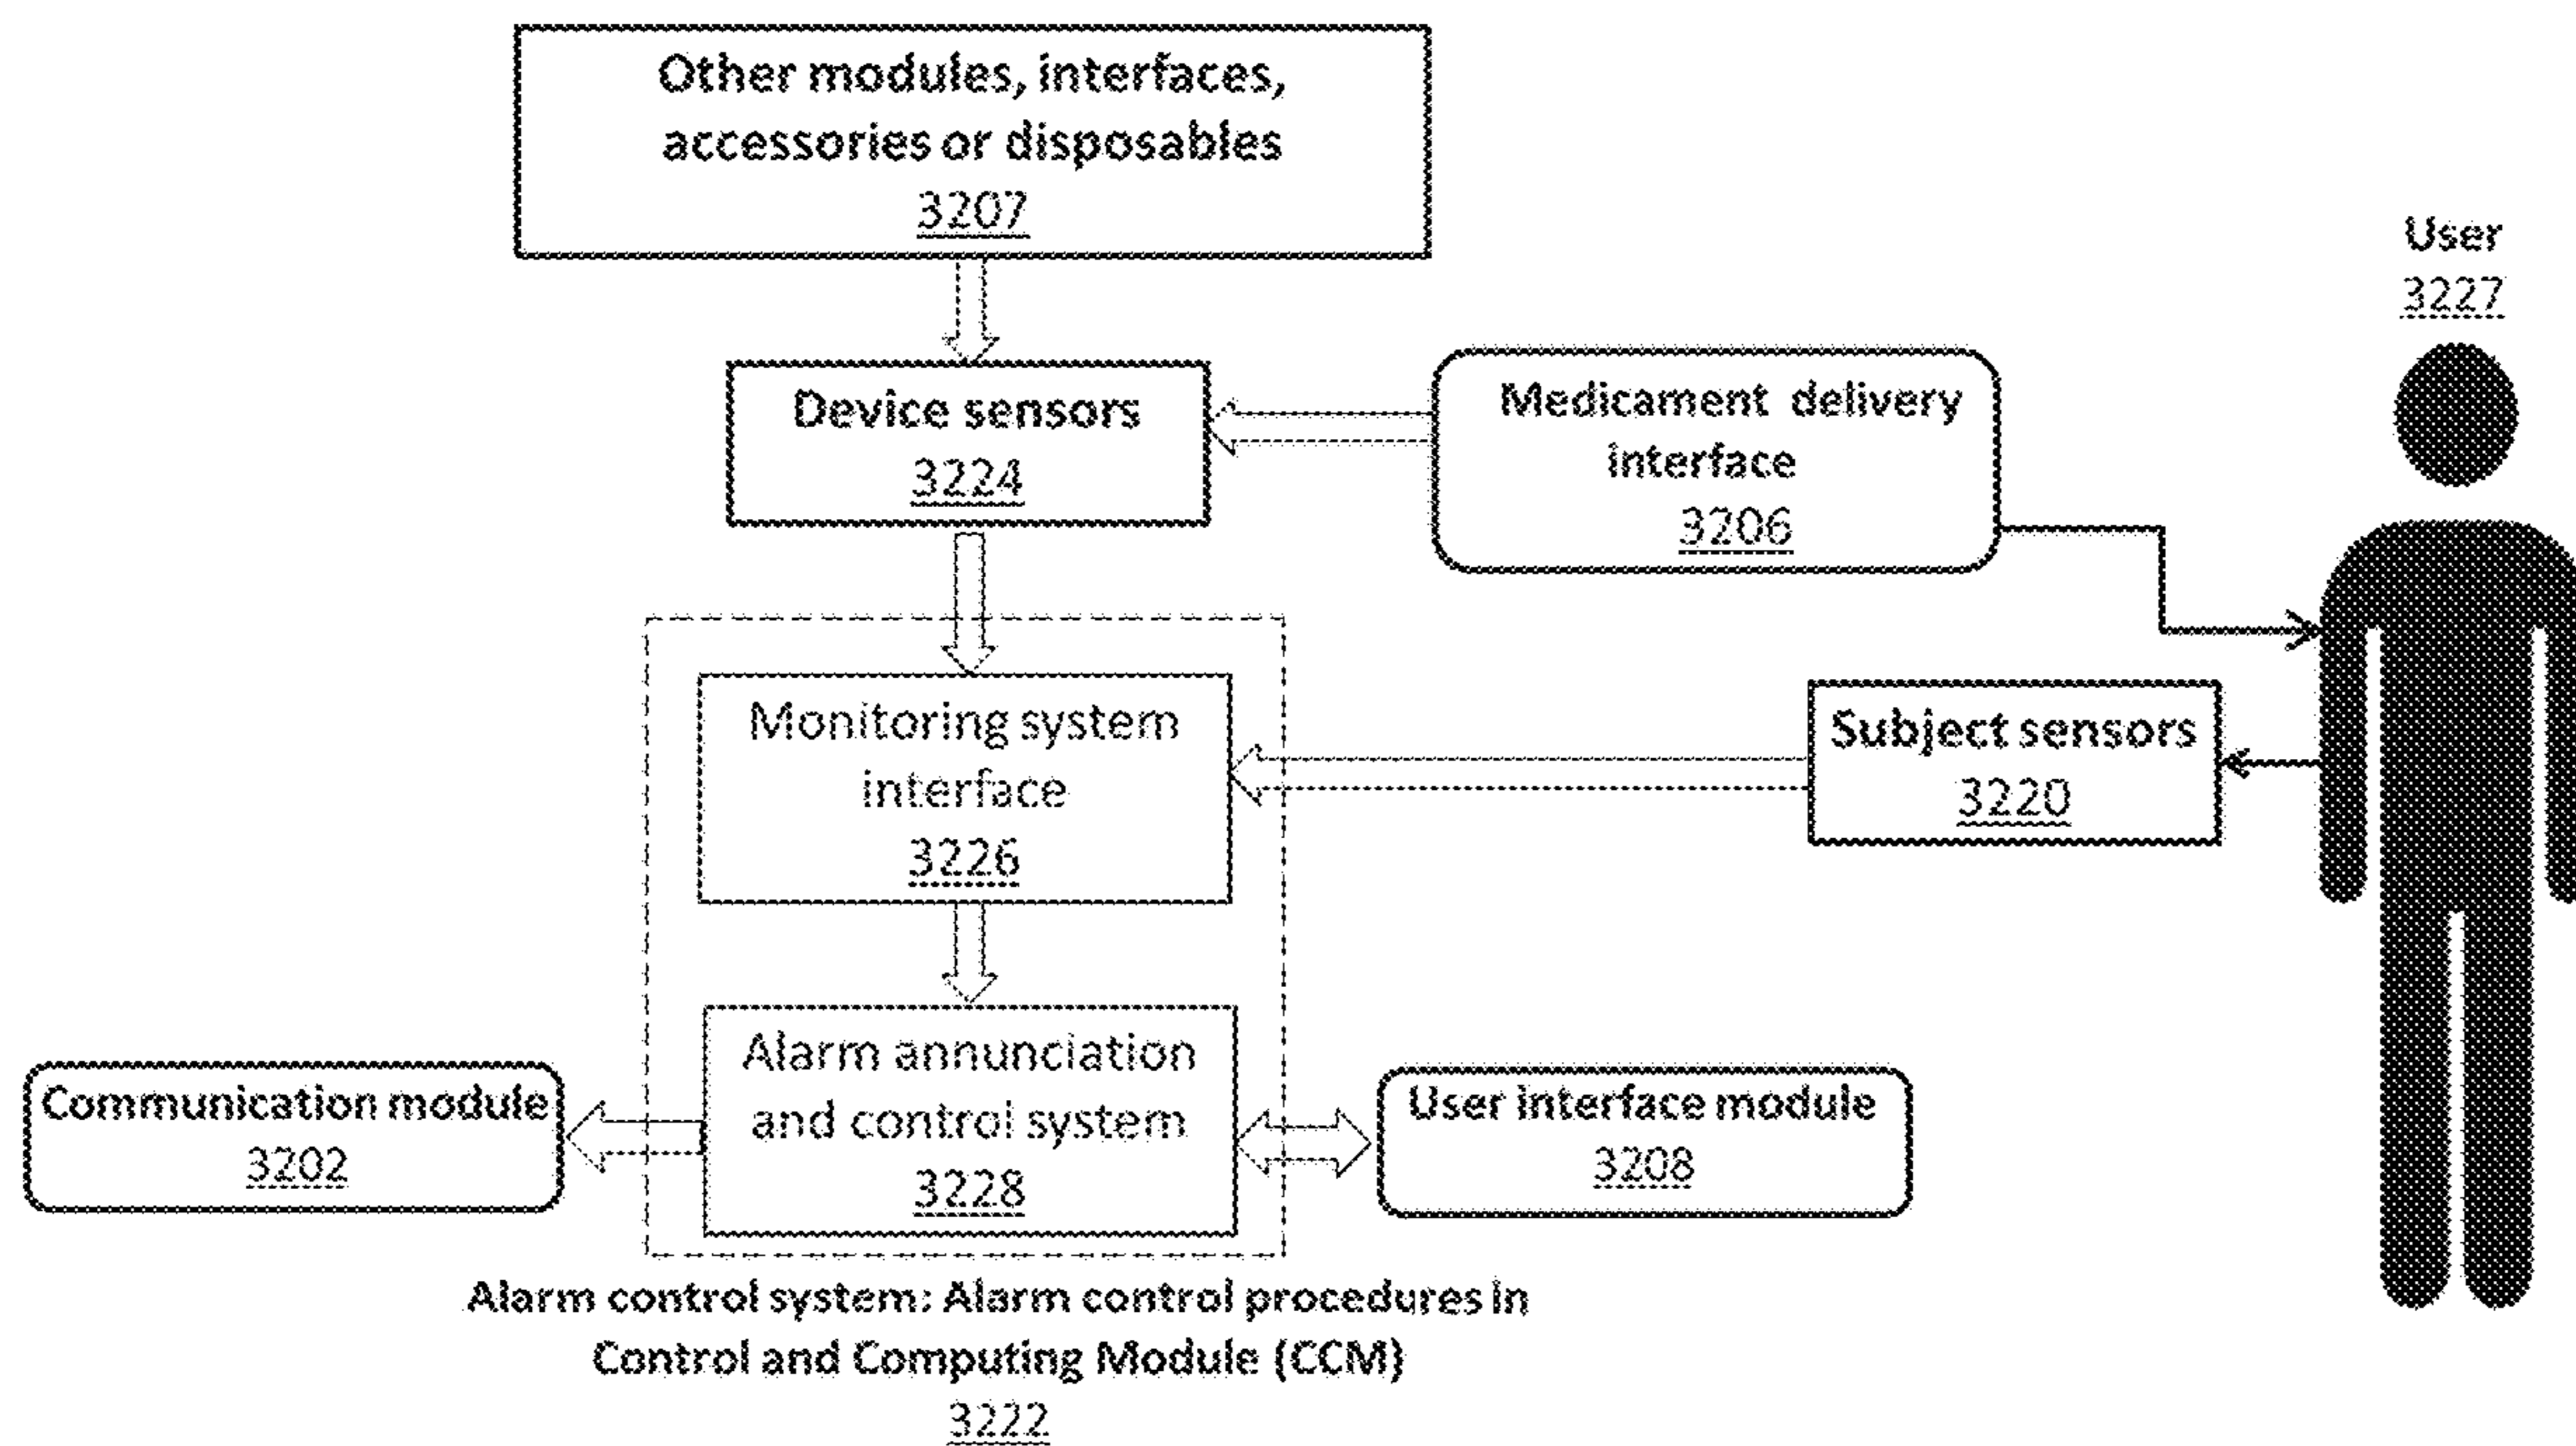 Other modules, interfaces,
accessories or disposables
3207
User
3227
Device sensors
3224
Medicament delivery
interface
3206
Monitoring system
interface
3226
Subject sensors
3220
Alarm annunciation
and control system
3228
Communication module
3202
User interface module
3208
Alarm control system: Alarm control procedures in
Control and Computing Module (CCM)
3222